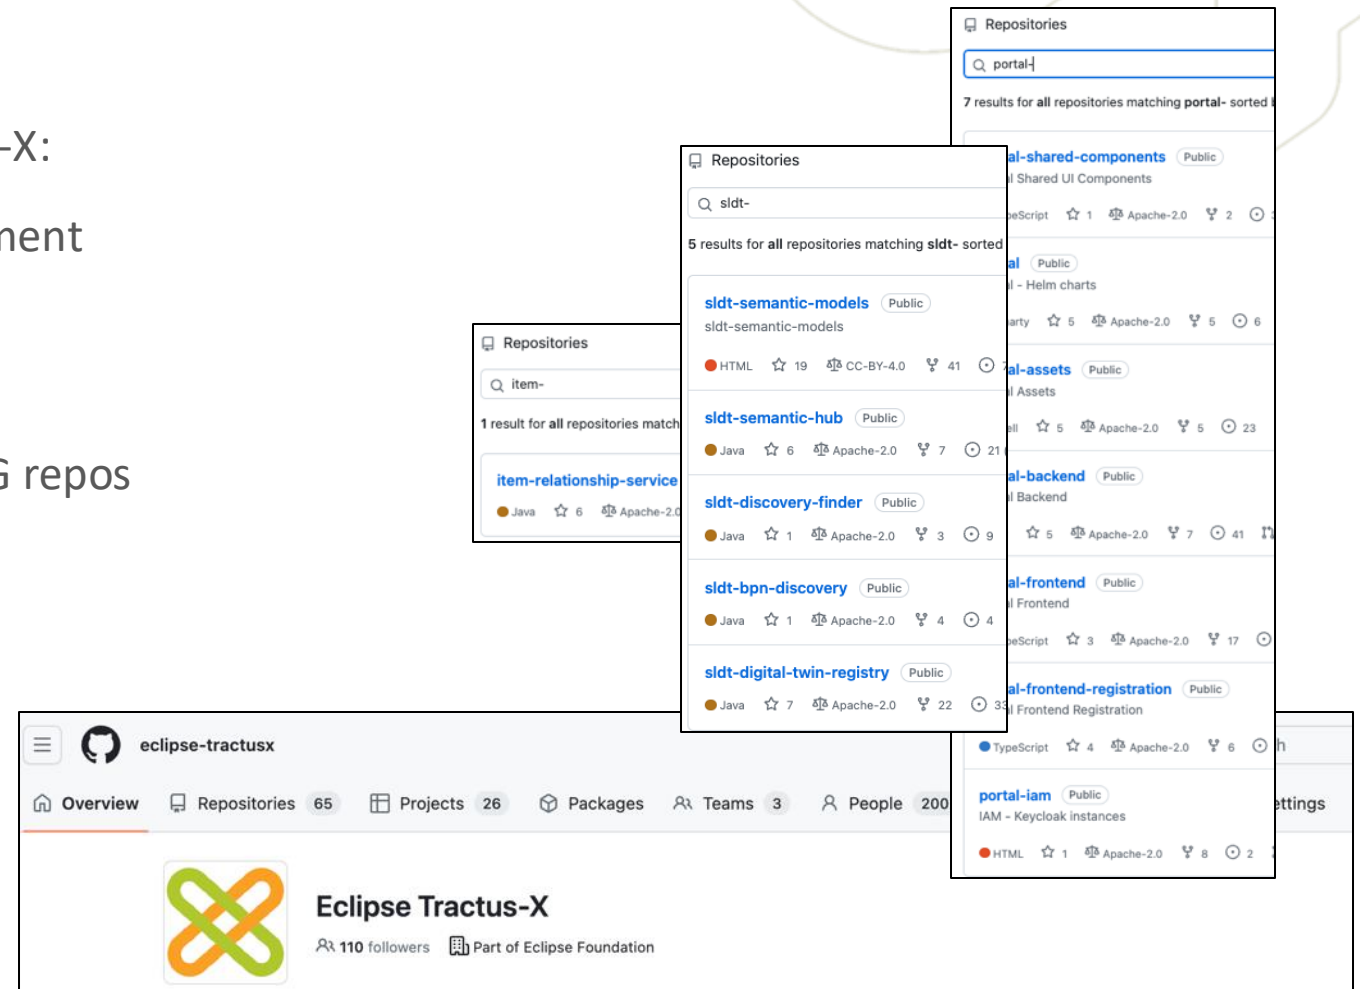 -X:
ment
G repos
Repositories
item-
1 result for all repositories match
item-relationship-service
Java 6 Apache-2.0
Repositories
sldt-
5 results for all repositories matching sldt- sorted
sldt-semantic-models Public
sldt-semantic-models
HTML 19 CC-BY-4.0 41 7
sldt-semantic-hub Public
Java 6 Apache-2.0 7 21
sldt-discovery-finder Public
Java 1 Apache-2.0 3 9
sldt-bpn-discovery Public
Java 1 Apache-2.0 4 4
sldt-digital-twin-registry Public
Java 7 Apache-2.0 22 33
Repositories
portal-
7 results for all repositories matching portal- sorted
al-shared-components Public
l Shared UI Components
peScript 1 Apache-2.0 2
al Public
l - Helm charts
arty 5 Apache-2.0 5 6
al-assets Public
l Assets
ell 5 Apache-2.0 5 23
al-backend Public
l Backend
5 Apache-2.0 7 41
al-frontend Public
l Frontend
peScript 3 Apache-2.0 17
al-frontend-registration Public
l Frontend Registration
TypeScript 4 Apache-2.0 6
portal-iam Public
IAM - Keycloak instances
HTML 1 Apache-2.0 8 2
eclipse-tractusx
h
Overview Repositories 65 Projects 26 Packages Teams 3 People 200 ettings
Eclipse Tractus-X
110 followers Part of Eclipse Foundation